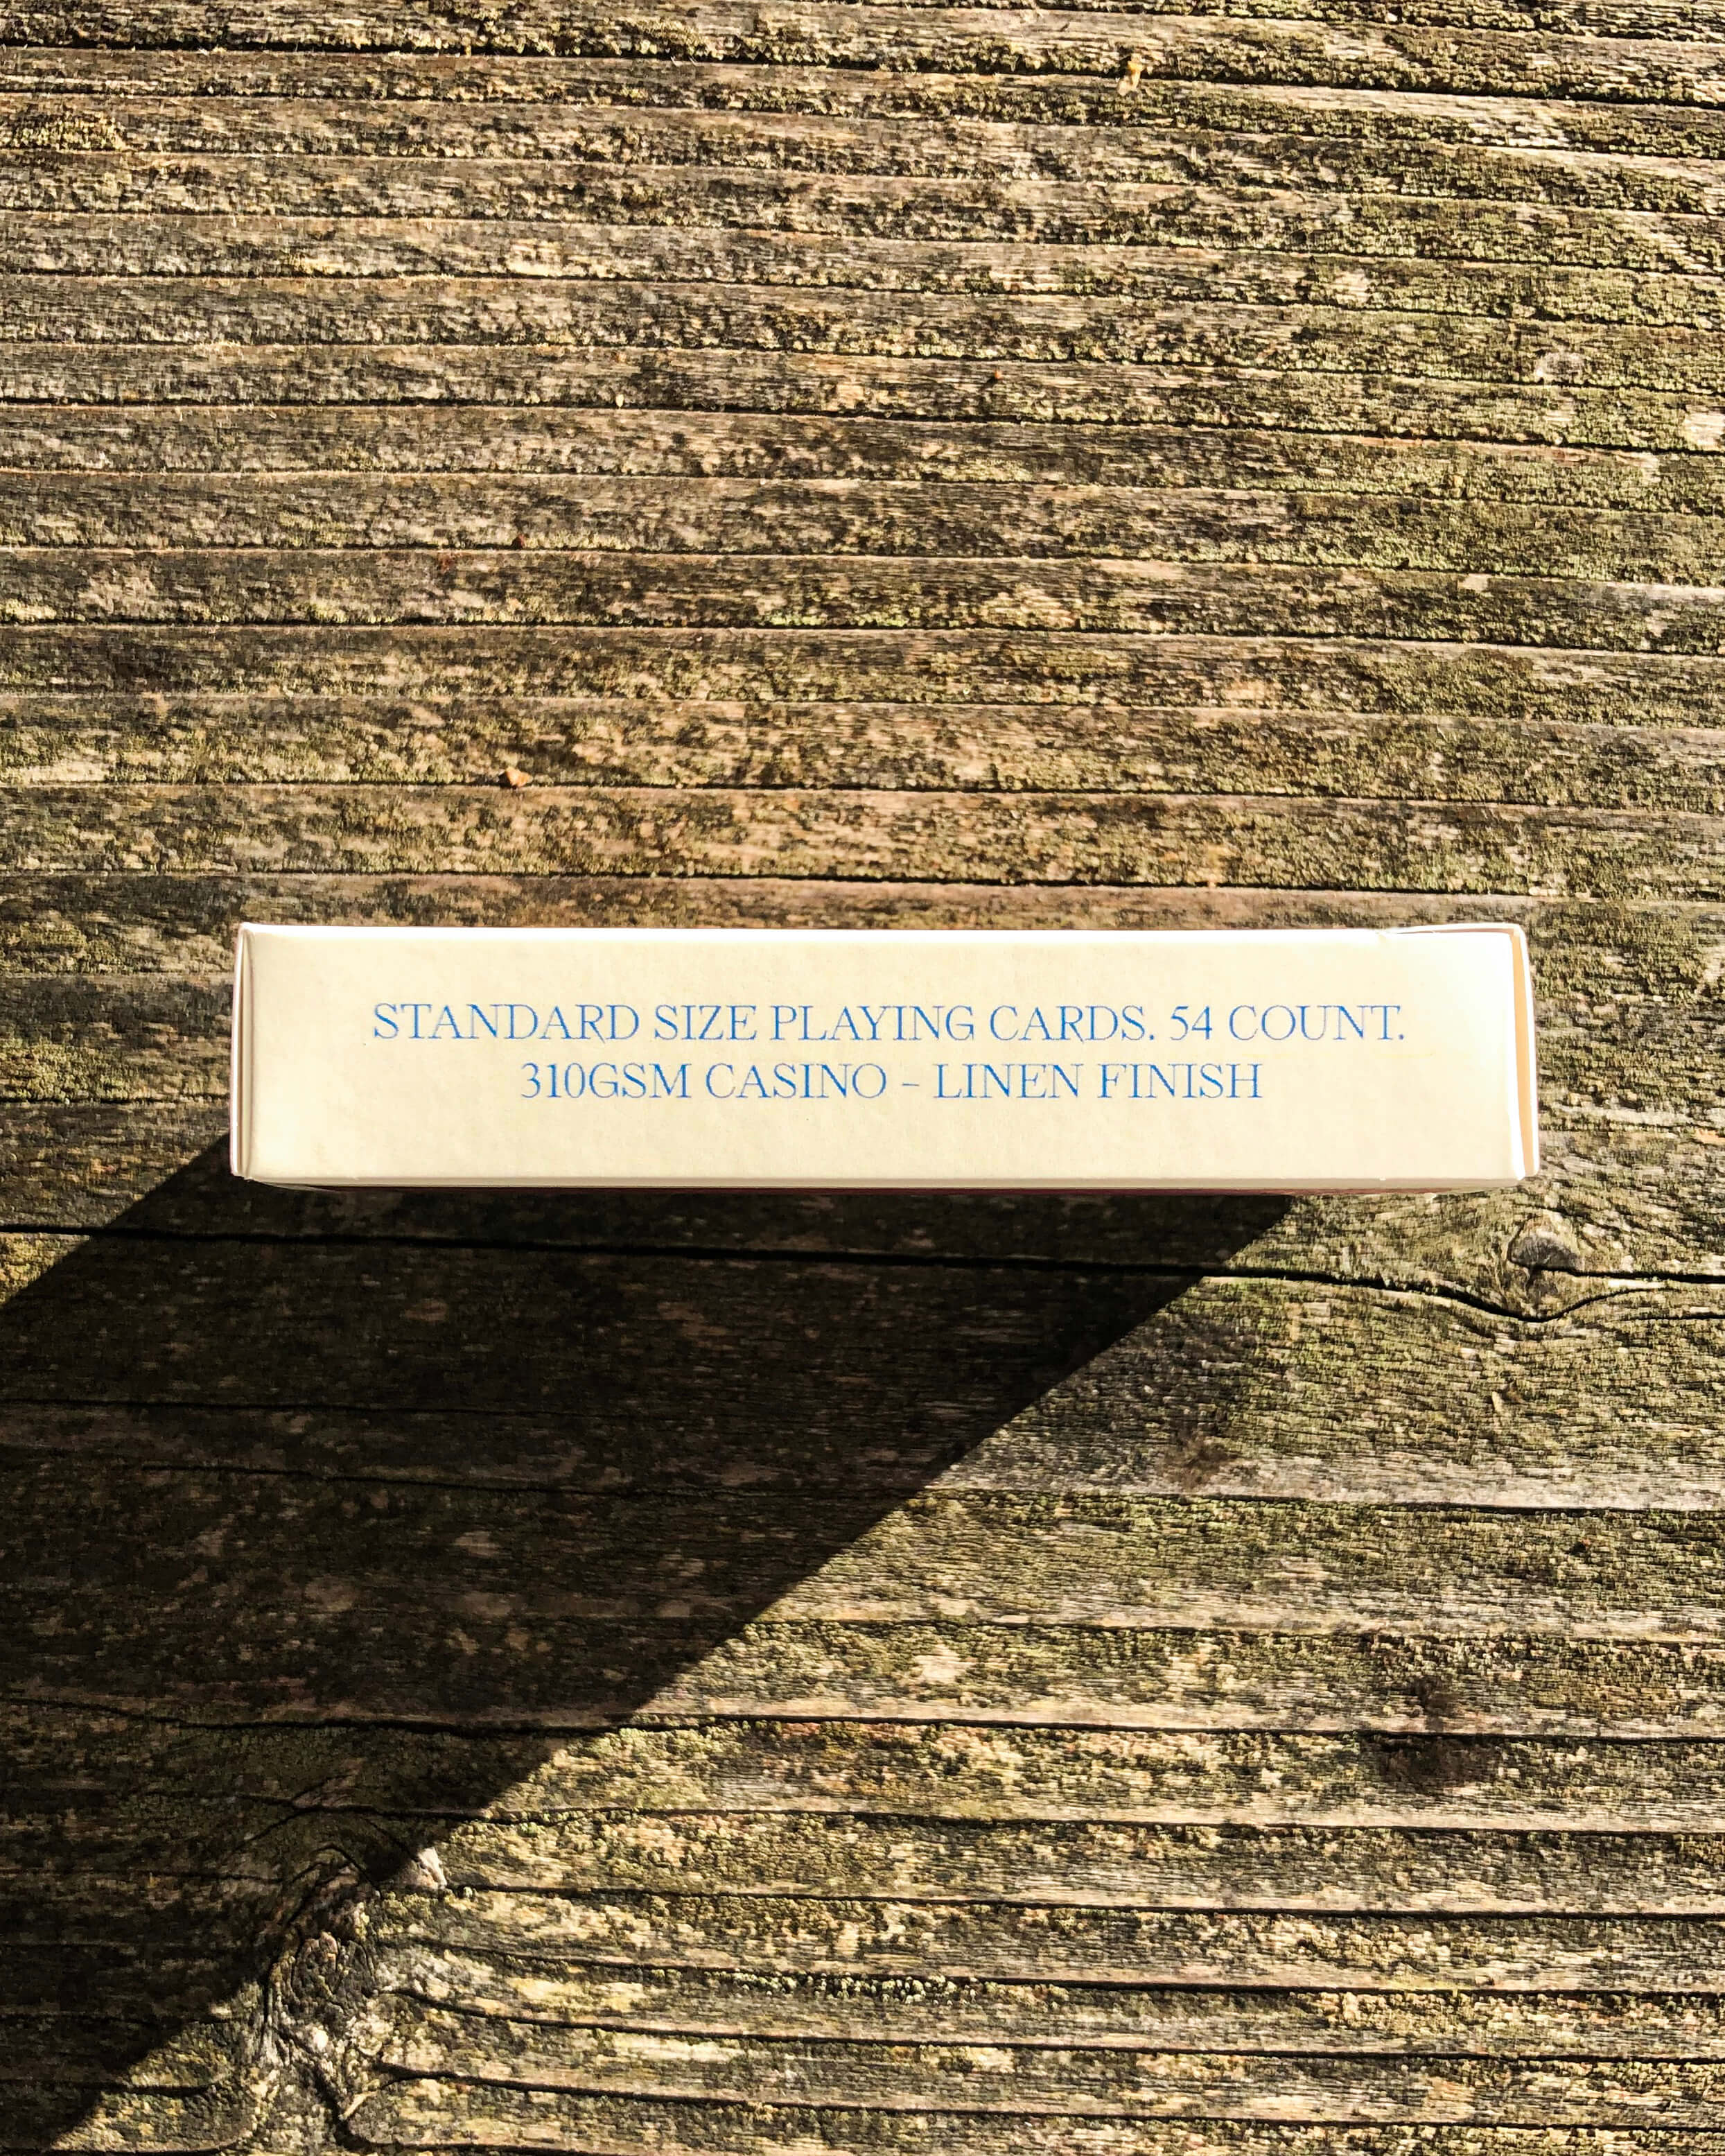 STANDARD SIZE PLAYING CARDS. 54 COUNT.
310GSM CASINO - LINEN FINISH